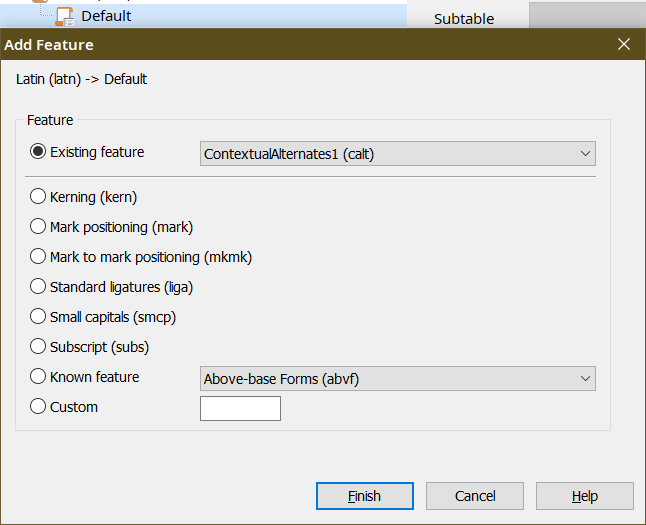 Default
Subtable
Add Feature
Latin (latn) -> Default
Feature
Existing feature
ContextualAlternates1 (calt)
Kerning (kern)
Mark positioning (mark)
Mark to mark positioning (mkmk)
Standard ligatures (liga)
Small capitals (smcp)
Subscript (subs)
Known feature
Above-base Forms (abvf)
Custom
Finish
Cancel
Help